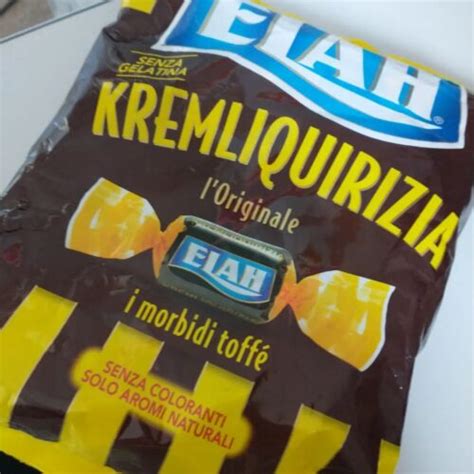 ELAH
SENZA
GELATINA
KREMLIQUIRIZIA
l'Originale
ELAH
i morbidi toffé
SENZA COLORANTI
SOLO AROMI NATURALI